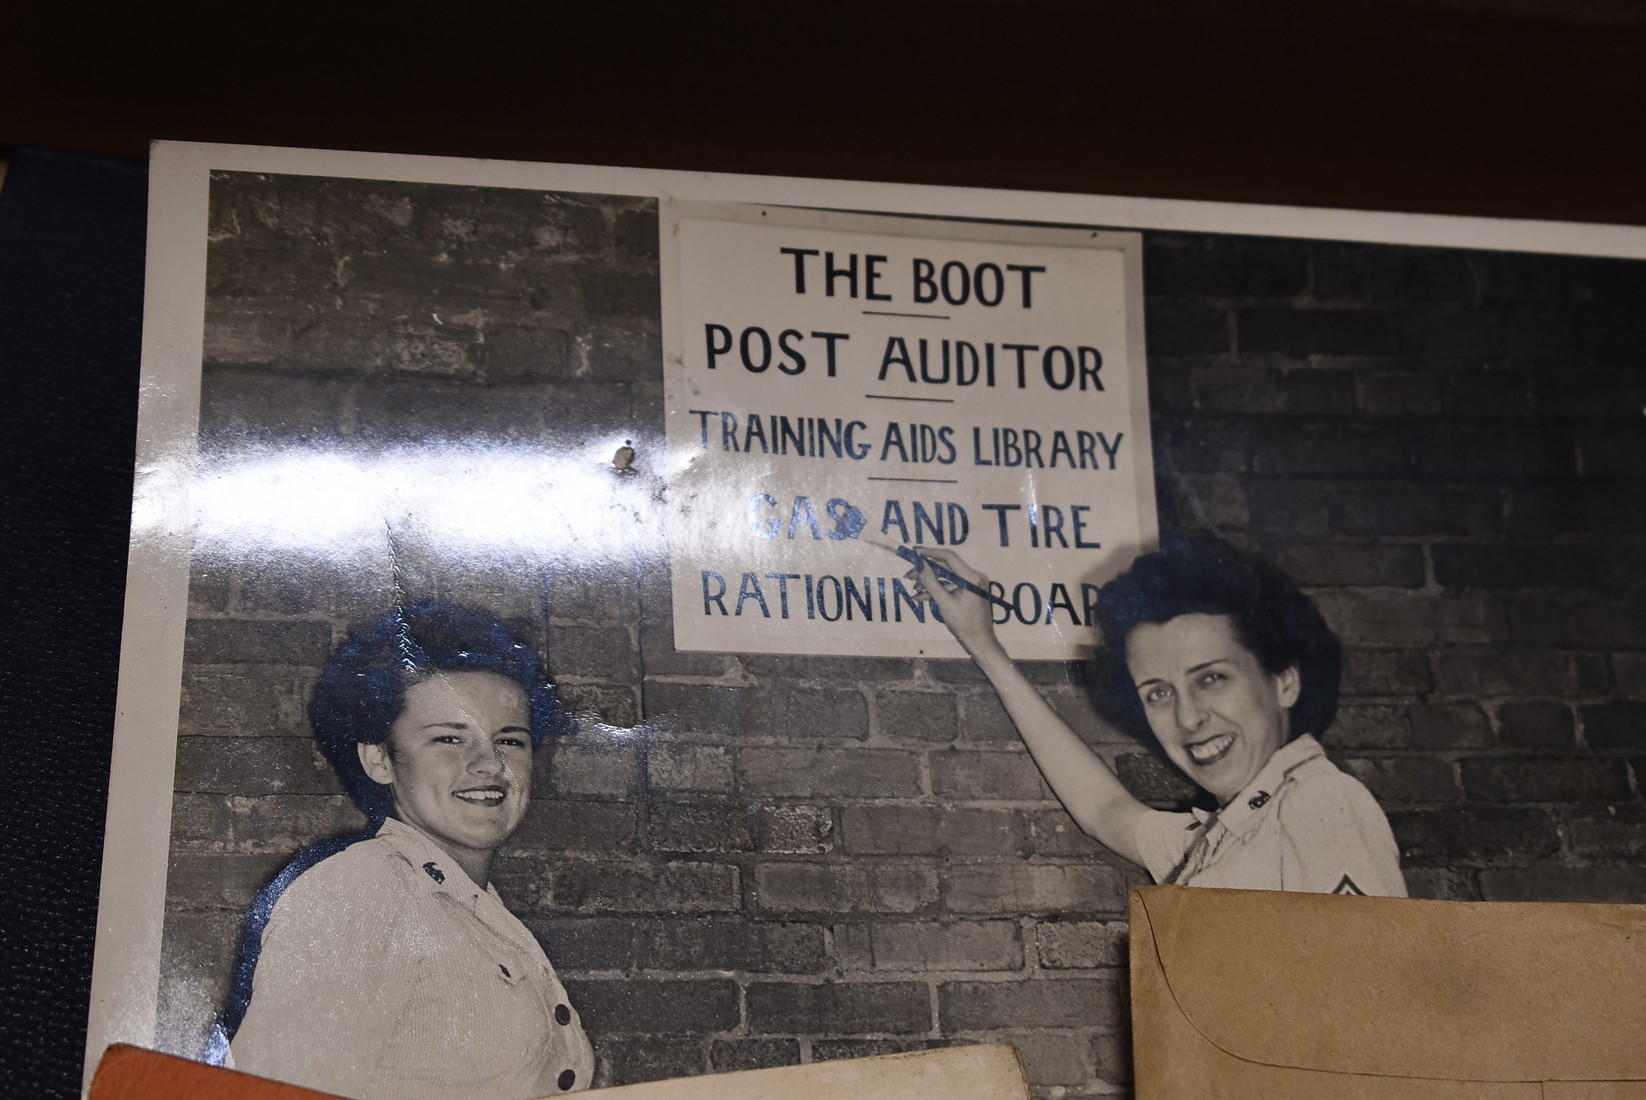 THE BOOT
POST AUDITOR
TRAINING AIDS LIBRARY
GAS AND TIRE
RATIONING BOAR